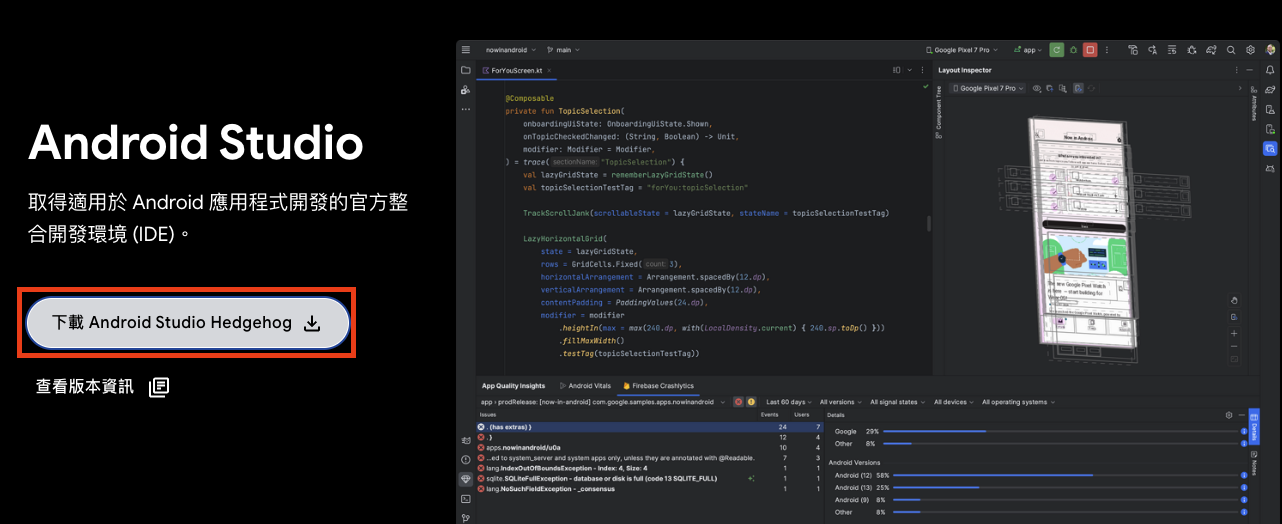 Android Studio
取得適用於 Android 應用程式開發的官方整
合開發環境 (IDE)。
下載 Android Studio Hedgehog
查看版本資訊
nowinandroid
main
Google Pixel 7 Pro
app
ForYouScreen.kt
@Composable
private fun TopicSelection(
onboardingUiState: OnboardingUiState.Shown,
onTopicCheckedChanged: (String, Boolean) -> Unit,
modifier: Modifier = Modifier,
) = trace( sectionName: "TopicSelection") {
val lazyGridState = rememberLazyGridState()
val topicSelectionTestTag = "forYou:topicSelection"
TrackScrollJank(scrollableState = lazyGridState, stateName = topicSelectionTestTag)
LazyHorizontalGrid(
state = lazyGridState,
rows = GridCells.Fixed( count: 3),
horizontalArrangement = Arrangement.spacedBy(12.dp),
verticalArrangement = Arrangement.spacedBy(12.dp),
contentPadding = PaddingValues(24.dp),
modifier = modifier
.heightIn(max = max(240.dp, with(LocalDensity.current) { 240.sp.toDp() }))
.fillMaxWidth()
.testTag(topicSelectionTestTag))
Layout Inspector
Google Pixel 7 Pro
Component Tree
Attributes
App Quality Insights
Android Vitals
Firebase Crashlytics
app › prodRelease: [now-in-android] com.google.samples.apps.nowinandroid
Last 60 days
All versions
All signal states
All devices
All operating systems
Issues
Events
Users
. (has extras) }
24
7
. }
12
4
apps.nowinandroid/u0a
10
4
...ed to system_server and system apps only, unless they are annotated with @Readable.
7
3
lang.IndexOutOfBoundsException - Index: 4, Size: 4
1
1
sqlite.SQLiteFullException - database or disk is full (code 13 SQLITE_FULL)
1
1
lang.NoSuchFieldException - _consensus
1
1
Details
Google 29%
Other 8%
Android Versions
Android (12) 58%
Android (13) 25%
Android (9) 8%
Other 8%
Details
Notes